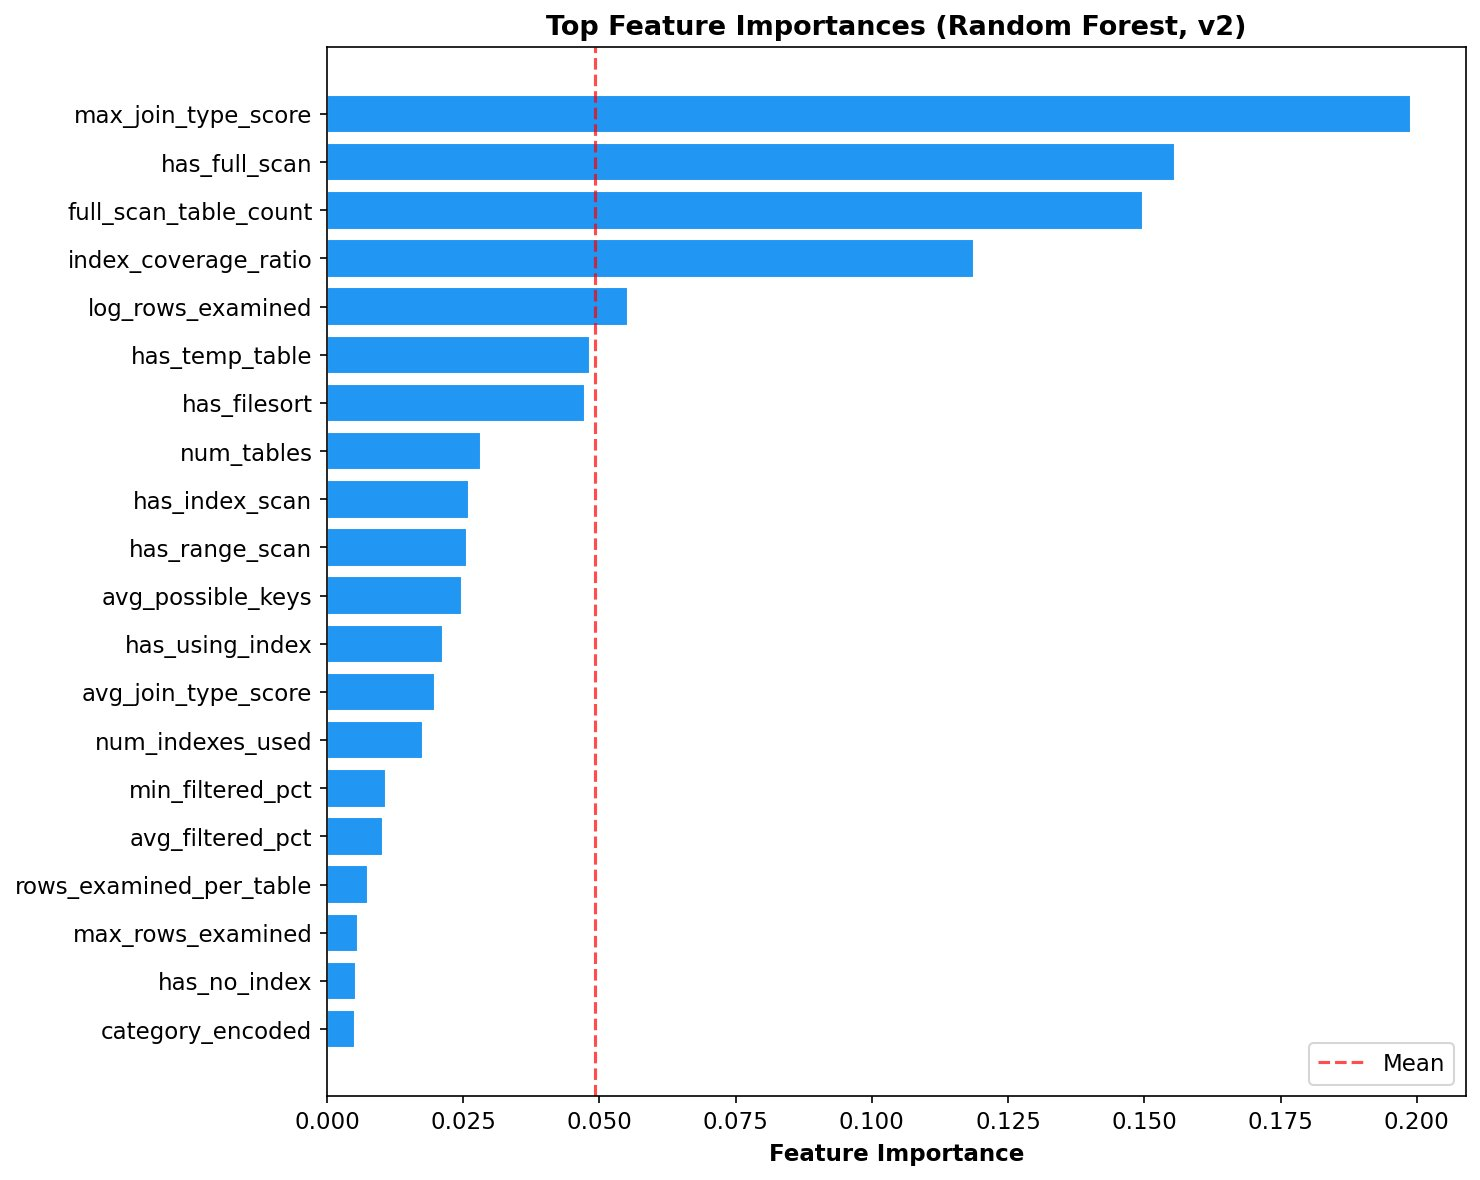 Top Feature Importances (Random Forest, v2)
max_join_type_score
has_full_scan
full_scan_table_count
index_coverage_ratio
log_rows_examined
has_temp_table
has_filesort
num_tables
has_index_scan
has_range_scan
avg_possible_keys
has_using_index
avg_join_type_score
num_indexes_used
min_filtered_pct
avg_filtered_pct
rows_examined_per_table
max_rows_examined
has_no_index
category_encoded
Mean
0.000 0.025 0.050 0.075 0.100 0.125 0.150 0.175 0.200
Feature Importance